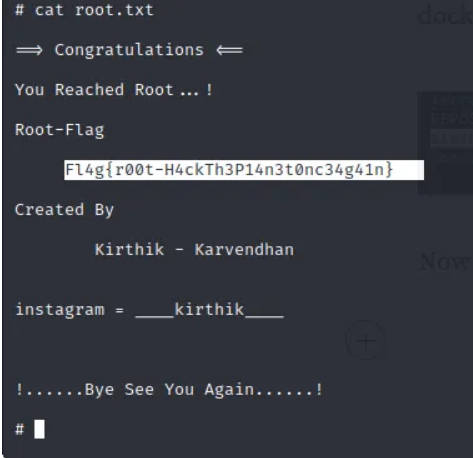 # cat root.txt
⟹ Congratulations ⟸
You Reached Root...!
Root-Flag
Fl4g{r00t-H4ckTh3P14n3t0nc34g41n}
Created By
Kirthik - Karvendhan
instagram = ____kirthik____
!......Bye See You Again......!
#
dock
Now